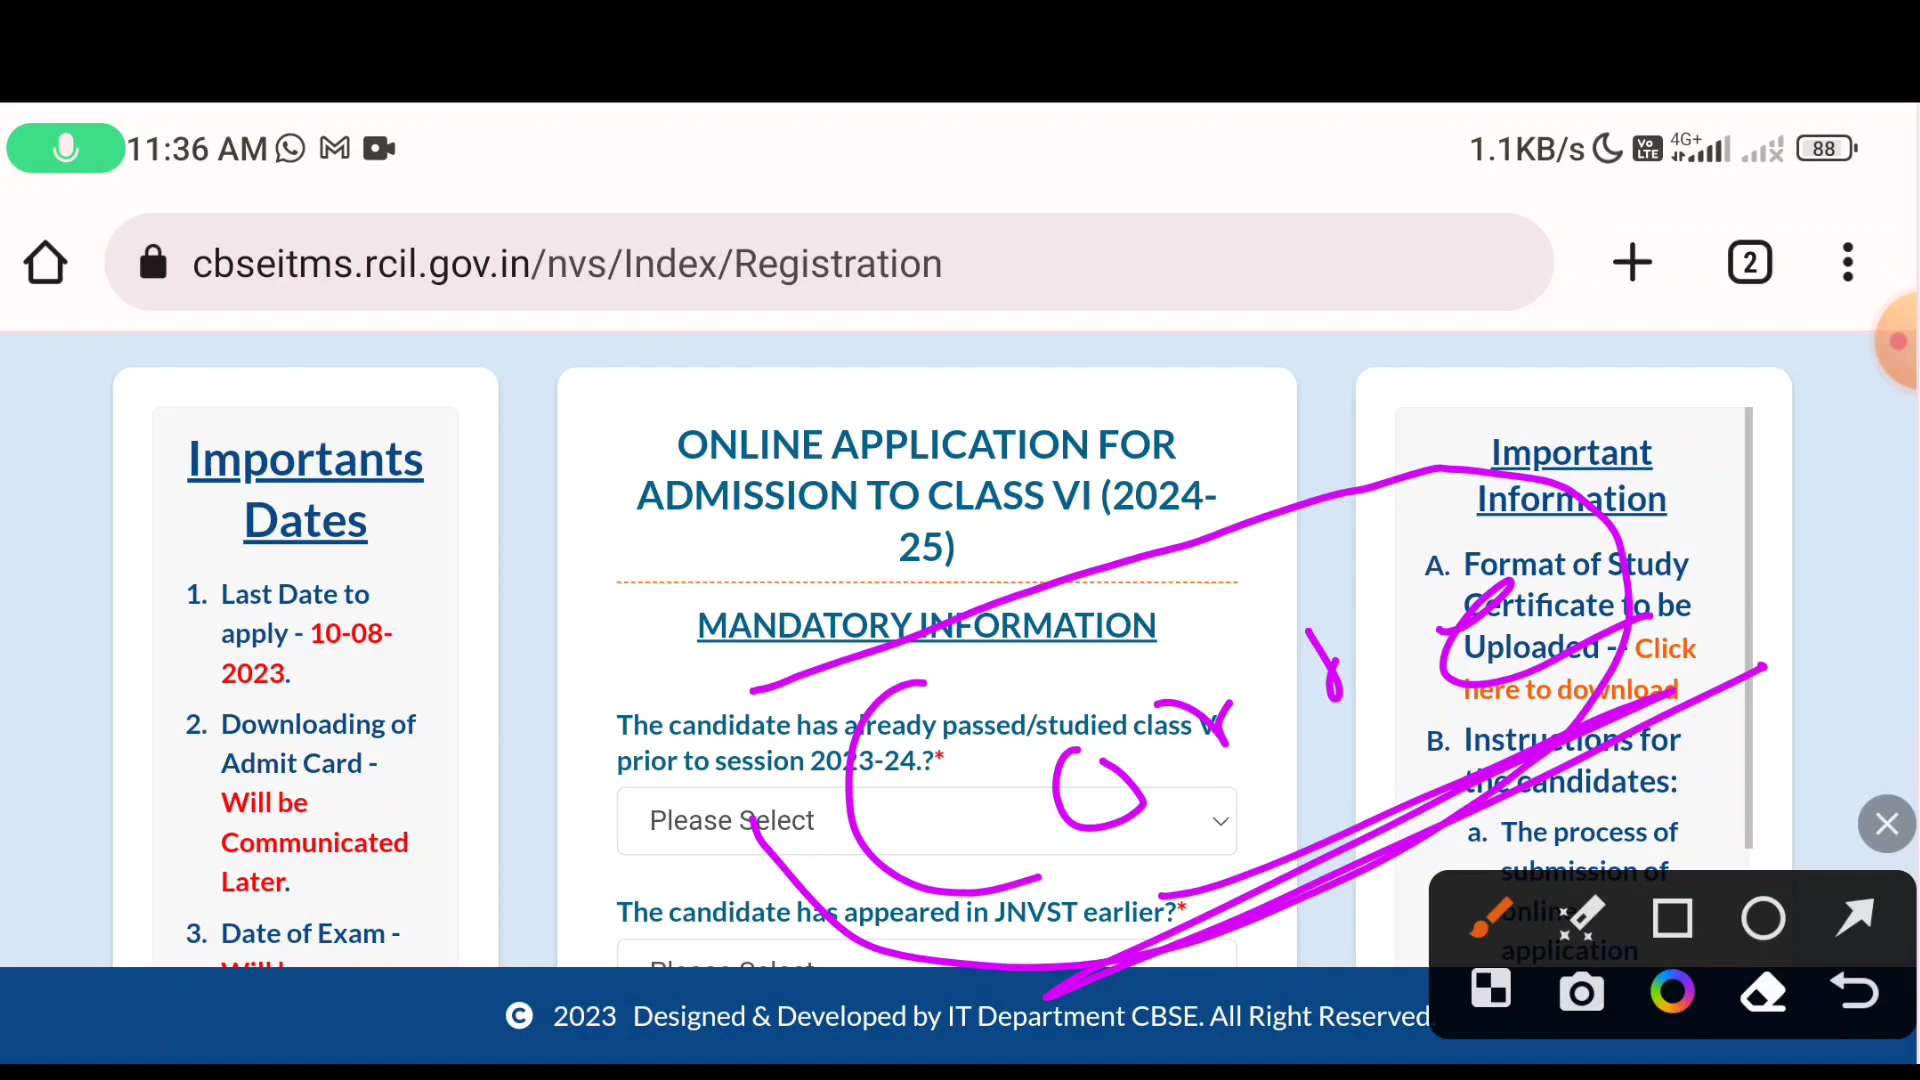 11:36 AM
1.1KB/s
Vo LTE
4G+
88
cbseitms.rcil.gov.in/nvs/Index/Registration
2
Importants
Dates
1. Last Date to
apply - 10-08-
2023.
2. Downloading of
Admit Card -
Will be
Communicated
Later.
3. Date of Exam -
ONLINE APPLICATION FOR
ADMISSION TO CLASS VI (2024-
25)
MANDATORY INFORMATION
The candidate has already passed/studied class V
prior to session 2023-24.?*
Please Select
The candidate has appeared in JNVST earlier?*
Please Select
Important
Information
A. Format of Study
Certificate to be
Uploaded -- Click
here to download
B. Instructions for
the candidates:
a. The process of
submission of
online
application
© 2023 Designed & Developed by IT Department CBSE. All Right Reserved.